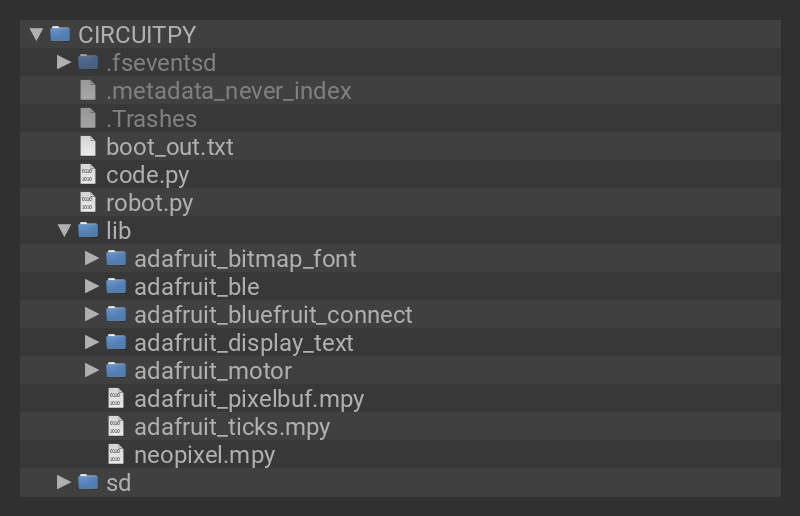 CIRCUITPY
.fseventsd
.metadata_never_index
.Trashes
boot_out.txt
code.py
robot.py
lib
adafruit_bitmap_font
adafruit_ble
adafruit_bluefruit_connect
adafruit_display_text
adafruit_motor
adafruit_pixelbuf.mpy
adafruit_ticks.mpy
neopixel.mpy
sd